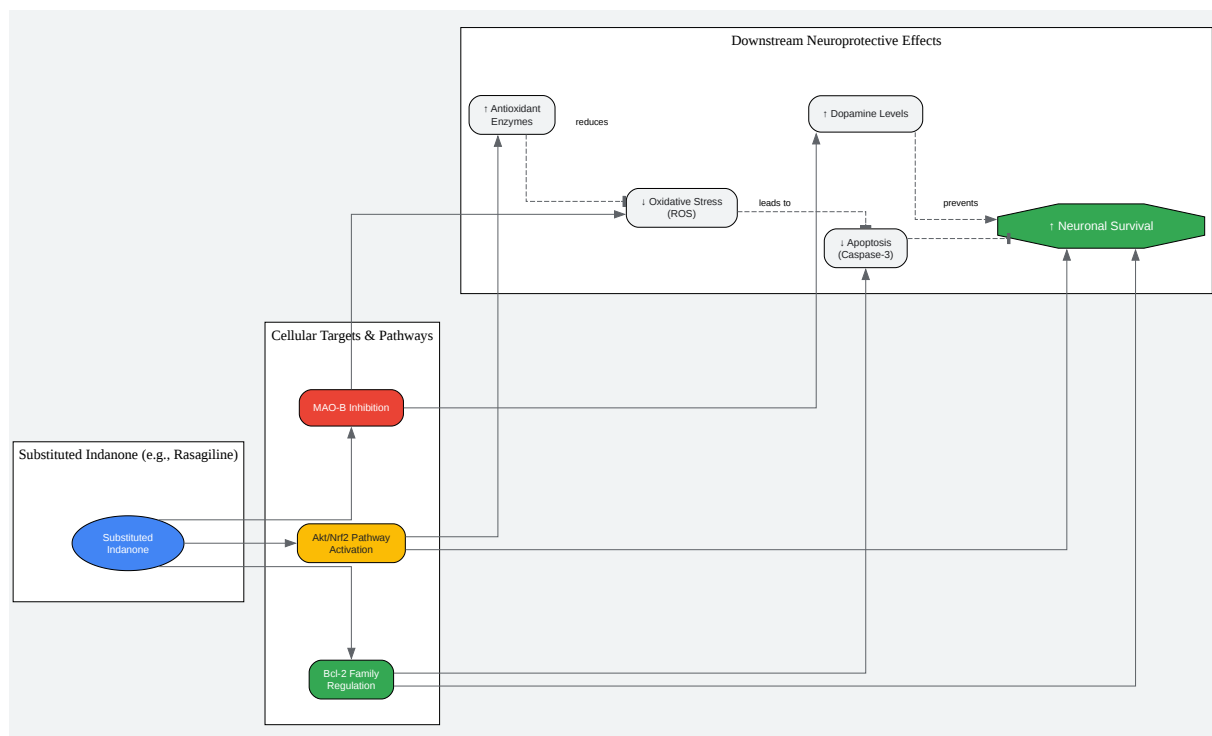 Downstream Neuroprotective Effects
↑ Antioxidant
Enzymes
reduces
↑ Dopamine Levels
↓ Oxidative Stress
(ROS)
leads to
prevents
↑ Neuronal Survival
↓ Apoptosis
(Caspase-3)
Cellular Targets & Pathways
MAO-B Inhibition
Substituted Indanone (e.g., Rasagiline)
Substituted
Indanone
Akt/Nrf2 Pathway
Activation
Bcl-2 Family
Regulation